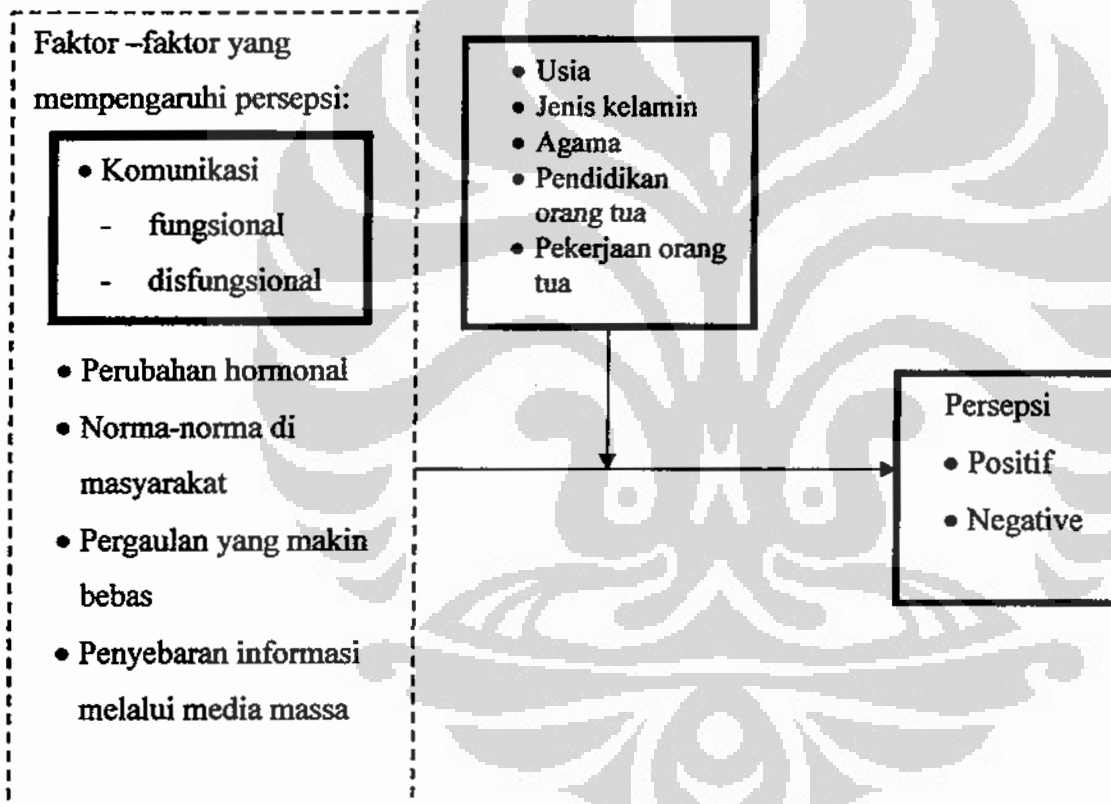 Faktor –faktor yang
mempengaruhi persepsi:
• Komunikasi
- fungsional
- disfungsional
• Perubahan hormonal
• Norma-norma di
masyarakat
• Pergaulan yang makin
bebas
• Penyebaran informasi
melalui media massa
• Usia
• Jenis kelamin
• Agama
• Pendidikan
orang tua
• Pekerjaan orang
tua
Persepsi
• Positif
• Negative